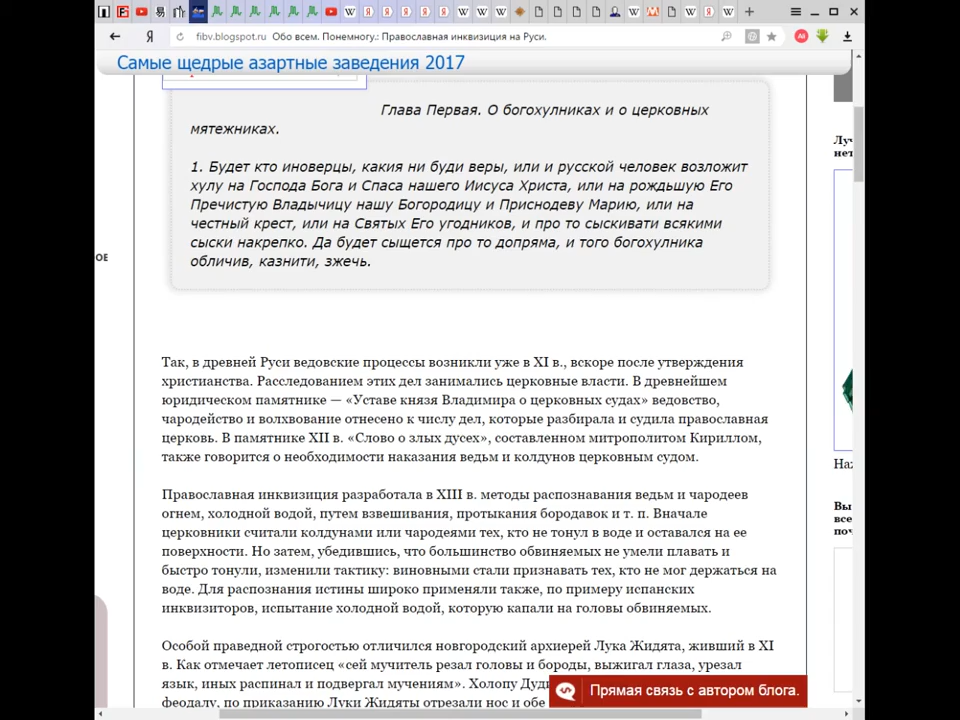 fibv.blogspot.ru Обо всем. Понемногу.: Православная инквизиция на Руси.
Самые щедрые азартные заведения 2017
Глава Первая. О богохулниках и о церковных
мятежниках.
1. Будет кто иноверцы, какия ни буди веры, или и русской человек возложит
хулу на Господа Бога и Спаса нашего Иисуса Христа, или на рождьшую Его
Пречистую Владычицу нашу Богородицу и Приснодеву Марию, или на
честный крест, или на Святых Его угодников, и про то сыскивати всякими
сыски накрепко. Да будет сыщется про то допряма, и того богохулника
обличив, казнити, зжечь.
Так, в древней Руси ведовские процессы возникли уже в XI в., вскоре после утверждения
христианства. Расследованием этих дел занимались церковные власти. В древнейшем
юридическом памятнике — «Уставе князя Владимира о церковных судах» ведовство,
чародейство и волхвование отнесено к числу дел, которые разбирала и судила православная
церковь. В памятнике XII в. «Слово о злых дусех», составленном митрополитом Кириллом,
также говорится о необходимости наказания ведьм и колдунов церковным судом.
Православная инквизиция разработала в XIII в. методы распознавания ведьм и чародеев
огнем, холодной водой, путем взвешивания, протыкания бородавок и т. п. Вначале
церковники считали колдунами или чародеями тех, кто не тонул в воде и оставался на ее
поверхности. Но затем, убедившись, что большинство обвиняемых не умели плавать и
быстро тонули, изменили тактику: виновными стали признавать тех, кто не мог держаться на
воде. Для распознания истины широко применяли также, по примеру испанских
инквизиторов, испытание холодной водой, которую капали на головы обвиняемых.
Особой праведной строгостью отличился новгородский архиерей Лука Жидята, живший в XI
в. Как отмечает летописец «сей мучитель резал головы и бороды, выжигал глаза, урезал
язык, иных распинал и подвергал мучениям». Холопу
феодалу, по приказанию Луки Жидяты отрезали нос и обе
Прямая связь с автором блога.